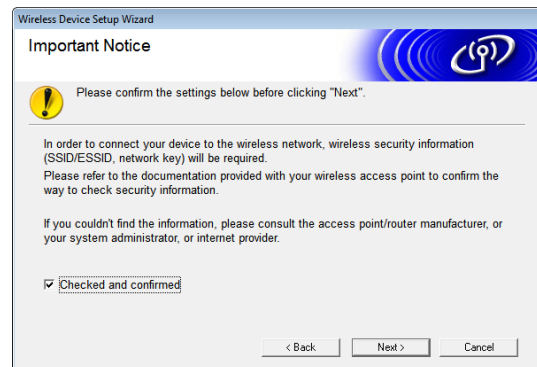 Wireless Device Setup Wizard
Important Notice
Please confirm the settings below before clicking "Next".
In order to connect your device to the wireless network, wireless security information
(SSID/ESSID, network key) will be required.
Please refer to the documentation provided with your wireless access point to confirm the
way to check security information.
If you couldn't find the information, please consult the access point/router manufacturer, or
your system administrator, or internet provider.
Checked and confirmed
< Back Next > Cancel